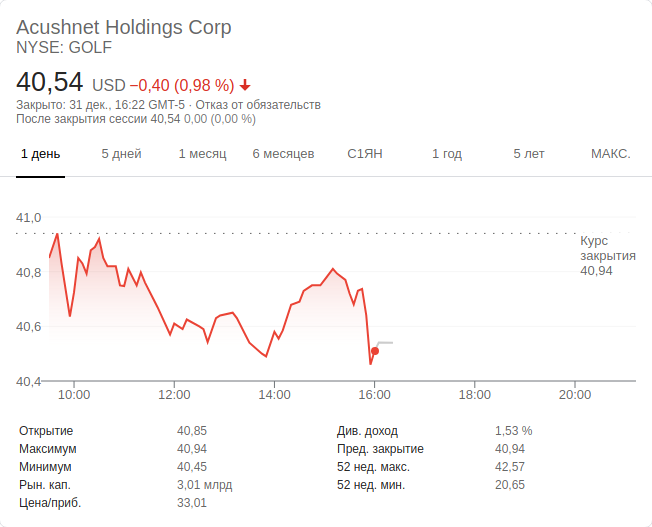 Acushnet Holdings Corp
NYSE: GOLF
40,54 USD −0,40 (0,98 %)
Закрыто: 31 дек., 16:22 GMT-5 · Отказ от обязательств
После закрытия сессии 40,54 0,00 (0,00 %)
1 день 5 дней 1 месяц 6 месяцев С1ЯН 1 год 5 лет МАКС.
41,0
Курс
закрытия
40,94
40,8
40,6
40,4
10:00 12:00 14:00 16:00 18:00 20:00
Открытие 40,85 Див. доход 1,53 %
Максимум 40,94 Пред. закрытие 40,94
Минимум 40,45 52 нед. макс. 42,57
Рын. кап. 3,01 млрд 52 нед. мин. 20,65
Цена/приб. 33,01